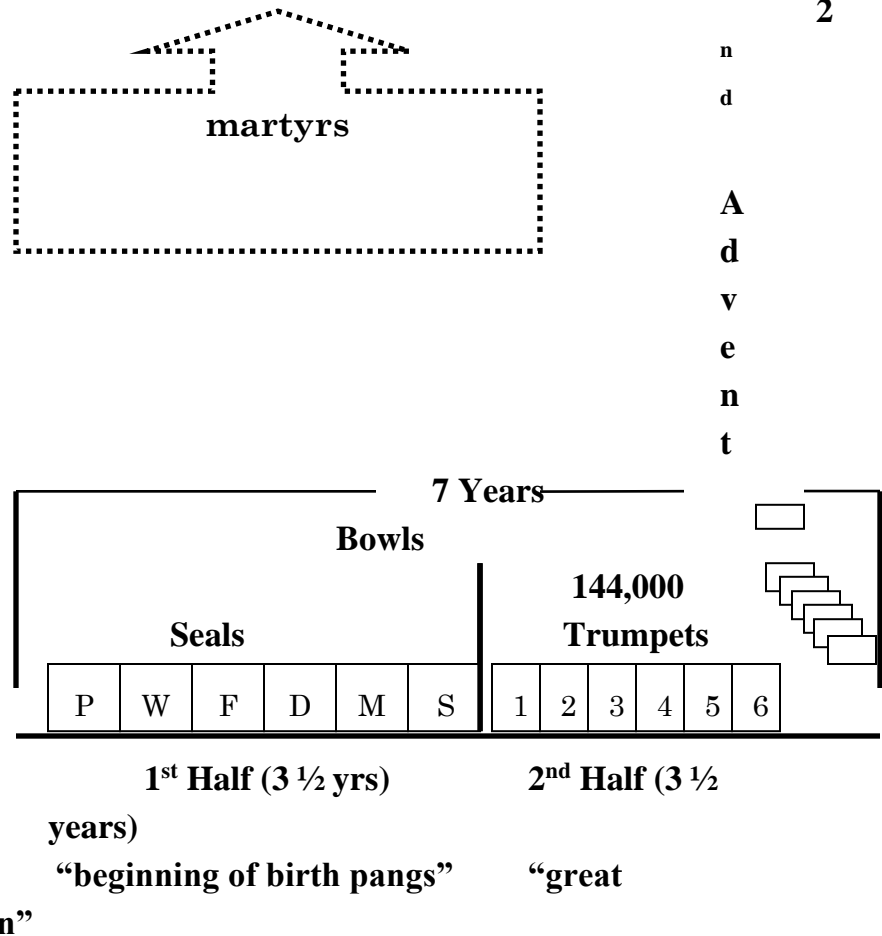 2
n
d
martyrs
A
d
v
e
n
t
7 Years
Bowls
144,000
Seals
Trumpets
P W F D M S 1 2 3 4 5 6
1st Half (3 ½ yrs) 2nd Half (3 ½
years)
“beginning of birth pangs” “great
n”